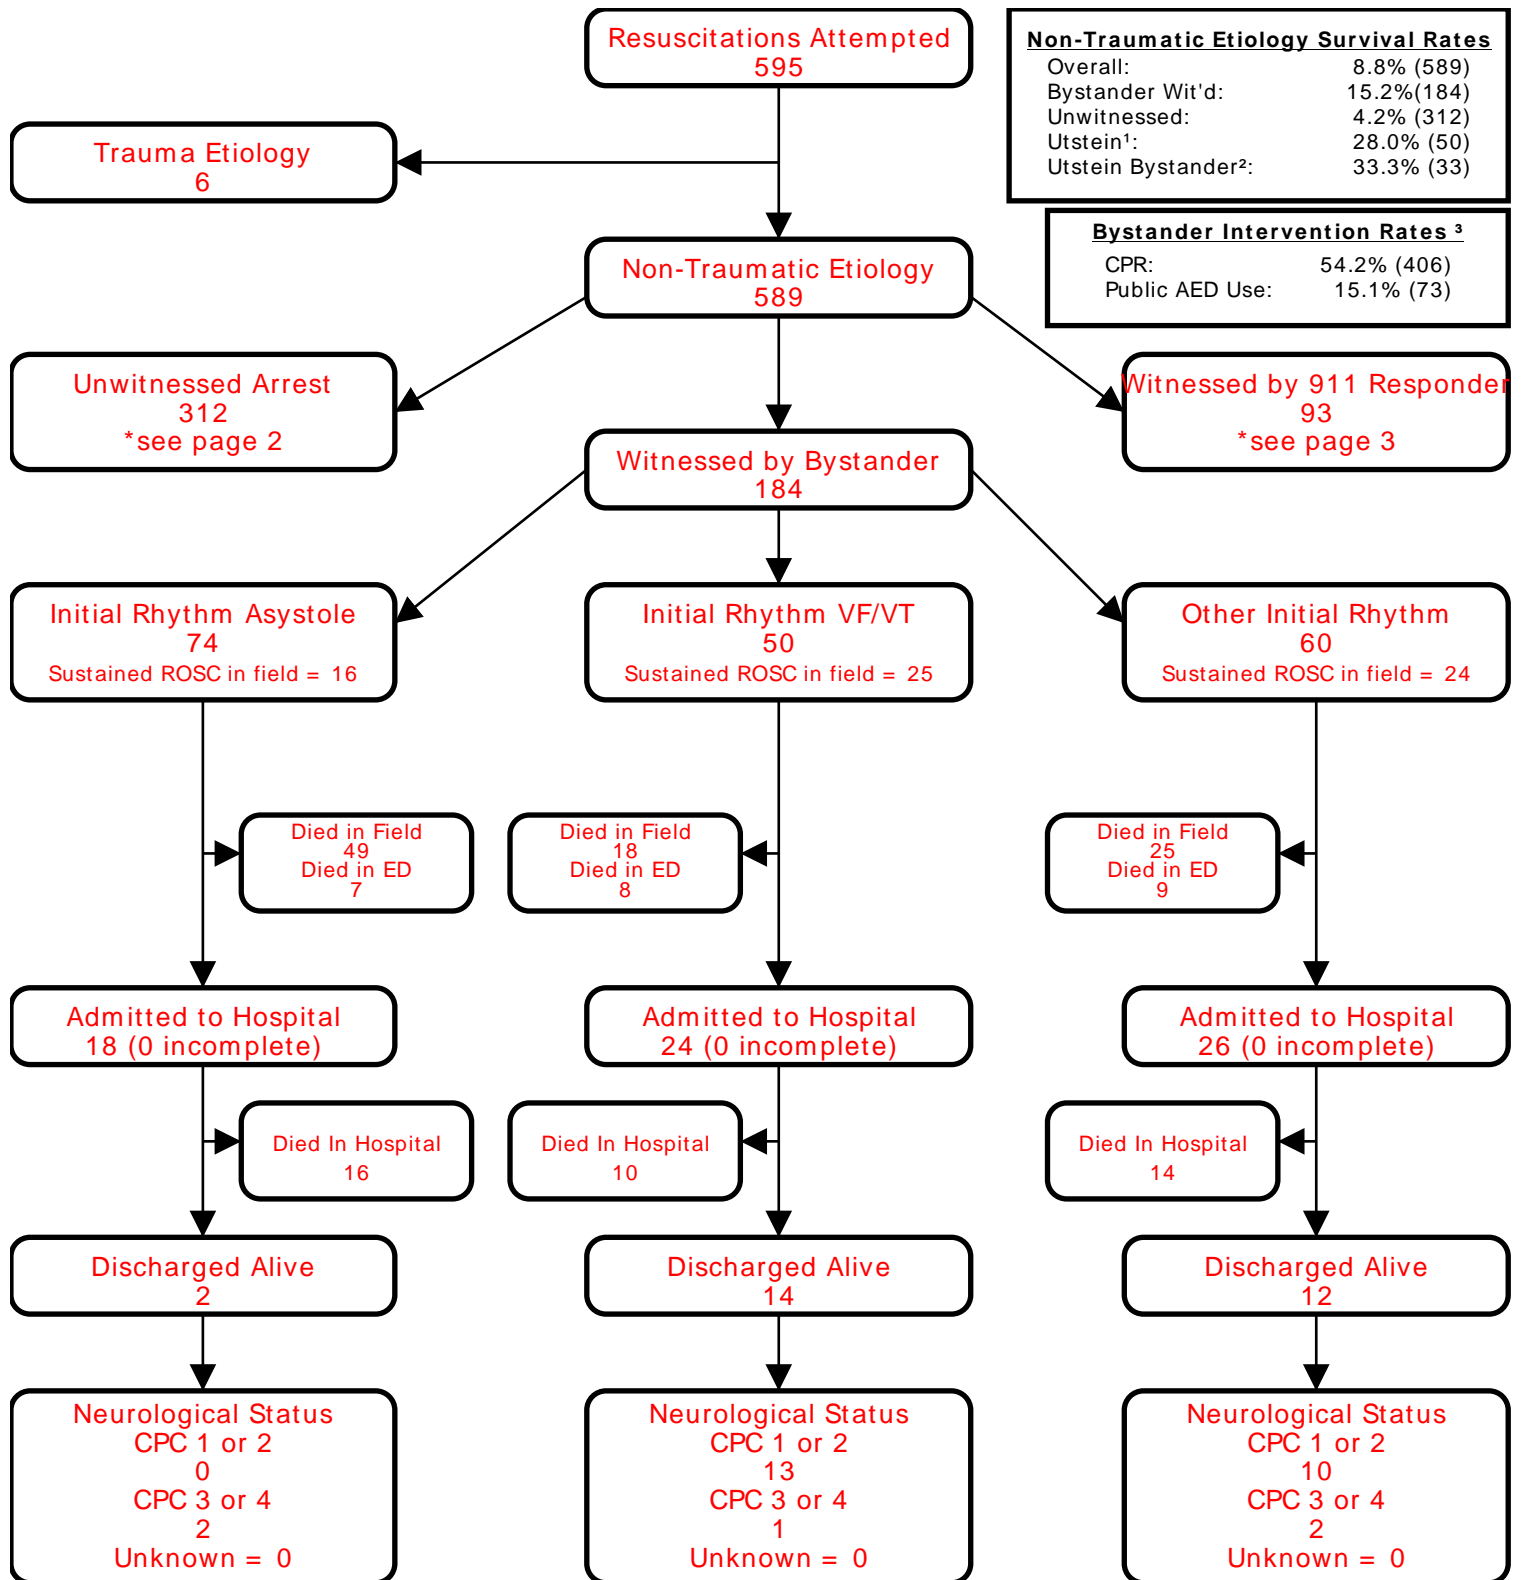 Resuscitations Attempted
595
Non-Traumatic Etiology Survival Rates
Overall: 8.8% (589)
Bystander Wit'd: 15.2%(184)
Unwitnessed: 4.2% (312)
Utstein¹: 28.0% (50)
Utstein Bystander²: 33.3% (33)
Trauma Etiology
6
Bystander Intervention Rates ³
CPR: 54.2% (406)
Public AED Use: 15.1% (73)
Non-Traumatic Etiology
589
Unwitnessed Arrest
312
*see page 2
Witnessed by 911 Responder
93
*see page 3
Witnessed by Bystander
184
Initial Rhythm Asystole
74
Sustained ROSC in field = 16
Initial Rhythm VF/VT
50
Sustained ROSC in field = 25
Other Initial Rhythm
60
Sustained ROSC in field = 24
Died in Field
49
Died in ED
7
Died in Field
18
Died in ED
8
Died in Field
25
Died in ED
9
Admitted to Hospital
18 (0 incomplete)
Admitted to Hospital
24 (0 incomplete)
Admitted to Hospital
26 (0 incomplete)
Died In Hospital
16
Died In Hospital
10
Died In Hospital
14
Discharged Alive
2
Discharged Alive
14
Discharged Alive
12
Neurological Status
CPC 1 or 2
0
CPC 3 or 4
2
Unknown = 0
Neurological Status
CPC 1 or 2
13
CPC 3 or 4
1
Unknown = 0
Neurological Status
CPC 1 or 2
10
CPC 3 or 4
2
Unknown = 0